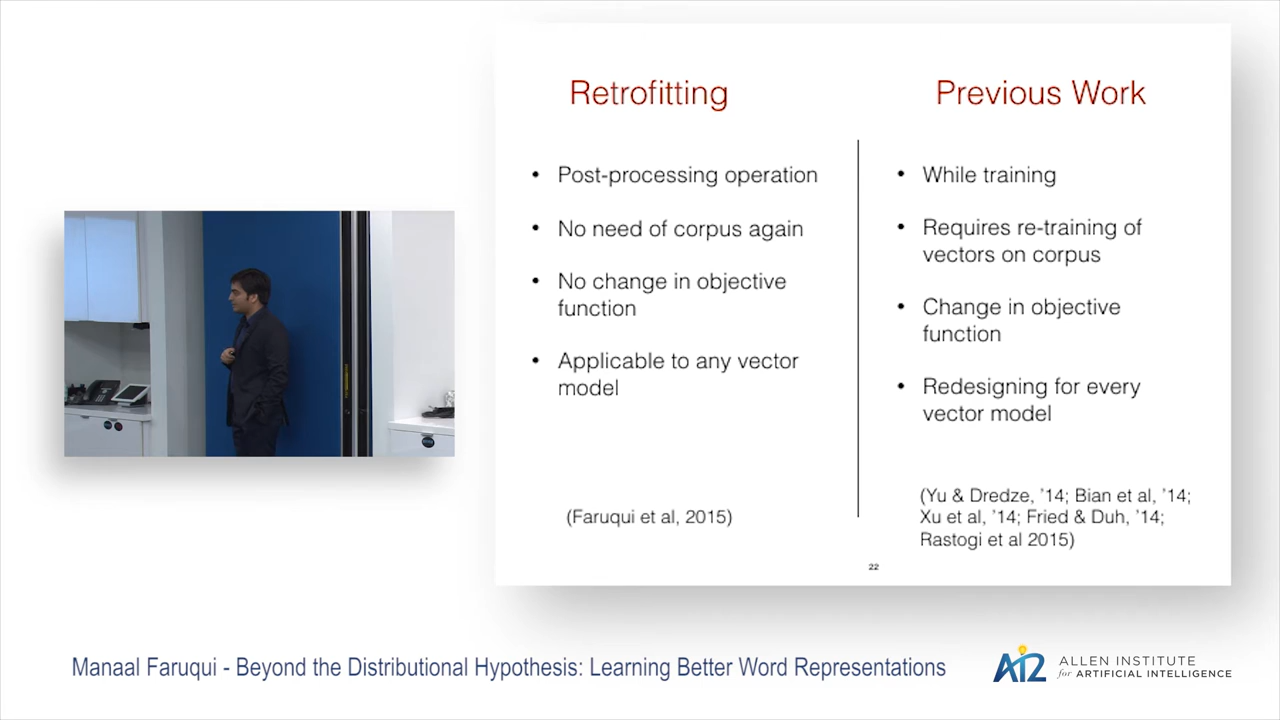 Retrofitting
• Post-processing operation
• No need of corpus again
• No change in objective
function
• Applicable to any vector
model
(Faruqui et al, 2015)
Previous Work
• While training
• Requires re-training of
vectors on corpus
• Change in objective
function
• Redesigning for every
vector model
(Yu & Dredze, ’14; Bian et al, ’14;
Xu et al, ’14; Fried & Duh, ’14;
Rastogi et al 2015)
22
Manaal Faruqui - Beyond the Distributional Hypothesis: Learning Better Word Representations
AI2
ALLEN INSTITUTE
for ARTIFICIAL INTELLIGENCE